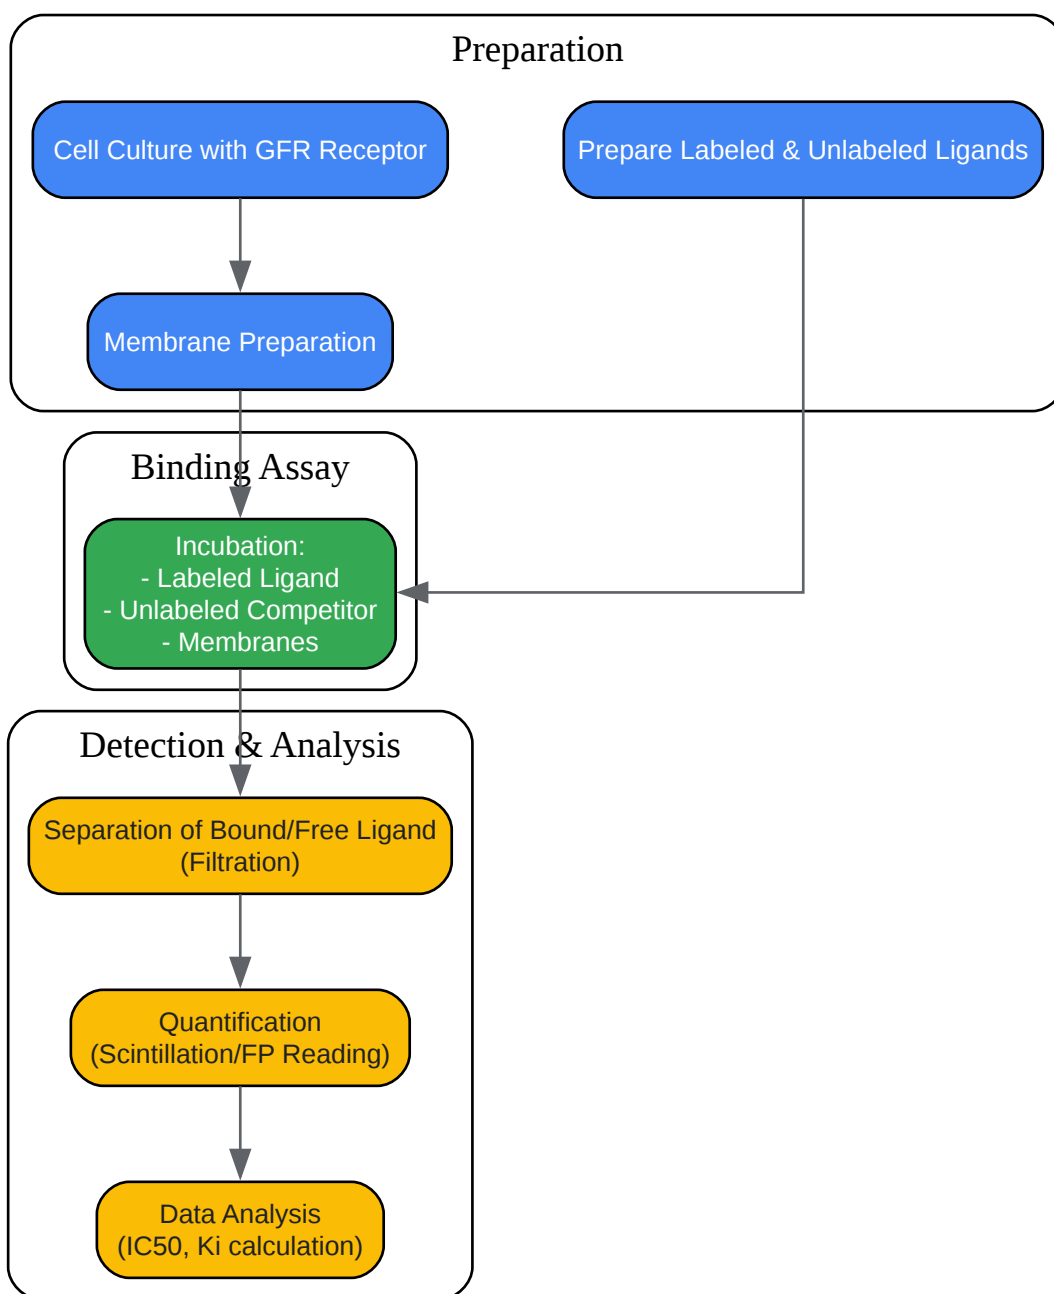 Preparation
Cell Culture with GFR Receptor
Prepare Labeled & Unlabeled Ligands
Membrane Preparation
Binding Assay
Incubation:
- Labeled Ligand
- Unlabeled Competitor
- Membranes
Detection & Analysis
Separation of Bound/Free Ligand
(Filtration)
Quantification
(Scintillation/FP Reading)
Data Analysis
(IC50, Ki calculation)